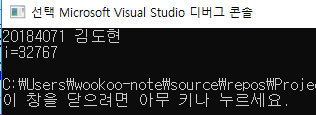 선택 Microsoft Visual Studio 디버그 콘솔
20184071 김도현
i=32767
C:\Users\wookoo-note\source\repos\Proje
이 창을 닫으려면 아무 키나 누르세요.